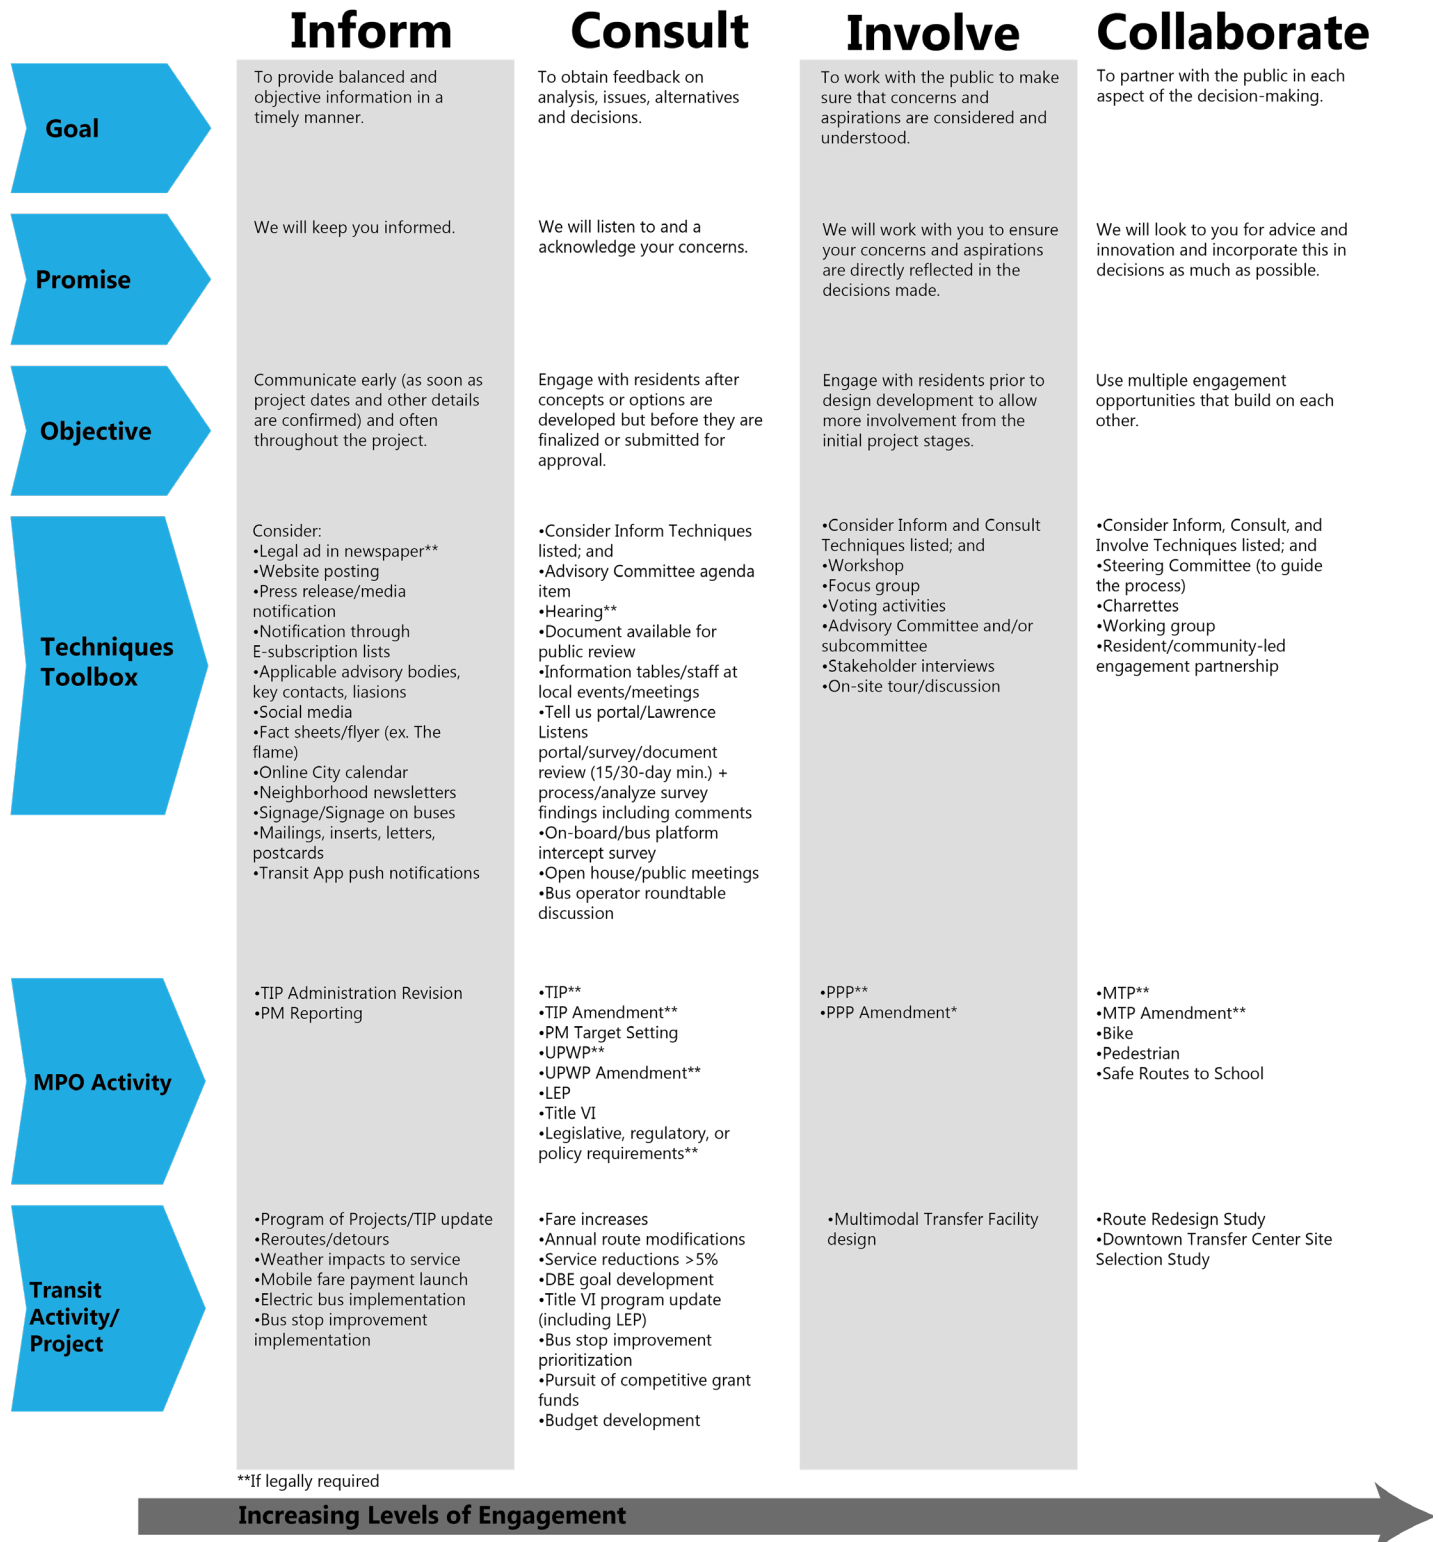 Inform
Consult
Involve
Collaborate
Goal
To provide balanced and
objective information in a
timely manner.
To obtain feedback on
analysis, issues, alternatives
and decisions.
To work with the public to make
sure that concerns and
aspirations are considered and
understood.
To partner with the public in each
aspect of the decision-making.
Promise
We will keep you informed.
We will listen to and a
acknowledge your concerns.
We will work with you to ensure
your concerns and aspirations
are directly reflected in the
decisions made.
We will look to you for advice and
innovation and incorporate this in
decisions as much as possible.
Objective
Communicate early (as soon as
project dates and other details
are confirmed) and often
throughout the project.
Engage with residents after
concepts or options are
developed but before they are
finalized or submitted for
approval.
Engage with residents prior to
design development to allow
more involvement from the
initial project stages.
Use multiple engagement
opportunities that build on each
other.
Techniques
Toolbox
Consider:
•Legal ad in newspaper**
•Website posting
•Press release/media
notification
•Notification through
E-subscription lists
•Applicable advisory bodies,
key contacts, liasions
•Social media
•Fact sheets/flyer (ex. The
flame)
•Online City calendar
•Neighborhood newsletters
•Signage/Signage on buses
•Mailings, inserts, letters,
postcards
•Transit App push notifications
•Consider Inform Techniques
listed; and
•Advisory Committee agenda
item
•Hearing**
•Document available for
public review
•Information tables/staff at
local events/meetings
•Tell us portal/Lawrence
Listens
portal/survey/document
review (15/30-day min.) +
process/analyze survey
findings including comments
•On-board/bus platform
intercept survey
•Open house/public meetings
•Bus operator roundtable
discussion
•Consider Inform and Consult
Techniques listed; and
•Workshop
•Focus group
•Voting activities
•Advisory Committee and/or
subcommittee
•Stakeholder interviews
•On-site tour/discussion
•Consider Inform, Consult, and
Involve Techniques listed; and
•Steering Committee (to guide
the process)
•Charrettes
•Working group
•Resident/community-led
engagement partnership
MPO Activity
•TIP Administration Revision
•PM Reporting
•TIP**
•TIP Amendment**
•PM Target Setting
•UPWP**
•UPWP Amendment**
•LEP
•Title VI
•Legislative, regulatory, or
policy requirements**
•PPP**
•PPP Amendment*
•MTP**
•MTP Amendment**
•Bike
•Pedestrian
•Safe Routes to School
Transit
Activity/
Project
•Program of Projects/TIP update
•Reroutes/detours
•Weather impacts to service
•Mobile fare payment launch
•Electric bus implementation
•Bus stop improvement
implementation
•Fare increases
•Annual route modifications
•Service reductions >5%
•DBE goal development
•Title VI program update
(including LEP)
•Bus stop improvement
prioritization
•Pursuit of competitive grant
funds
•Budget development
•Multimodal Transfer Facility
design
•Route Redesign Study
•Downtown Transfer Center Site
Selection Study
**If legally required
Increasing Levels of Engagement